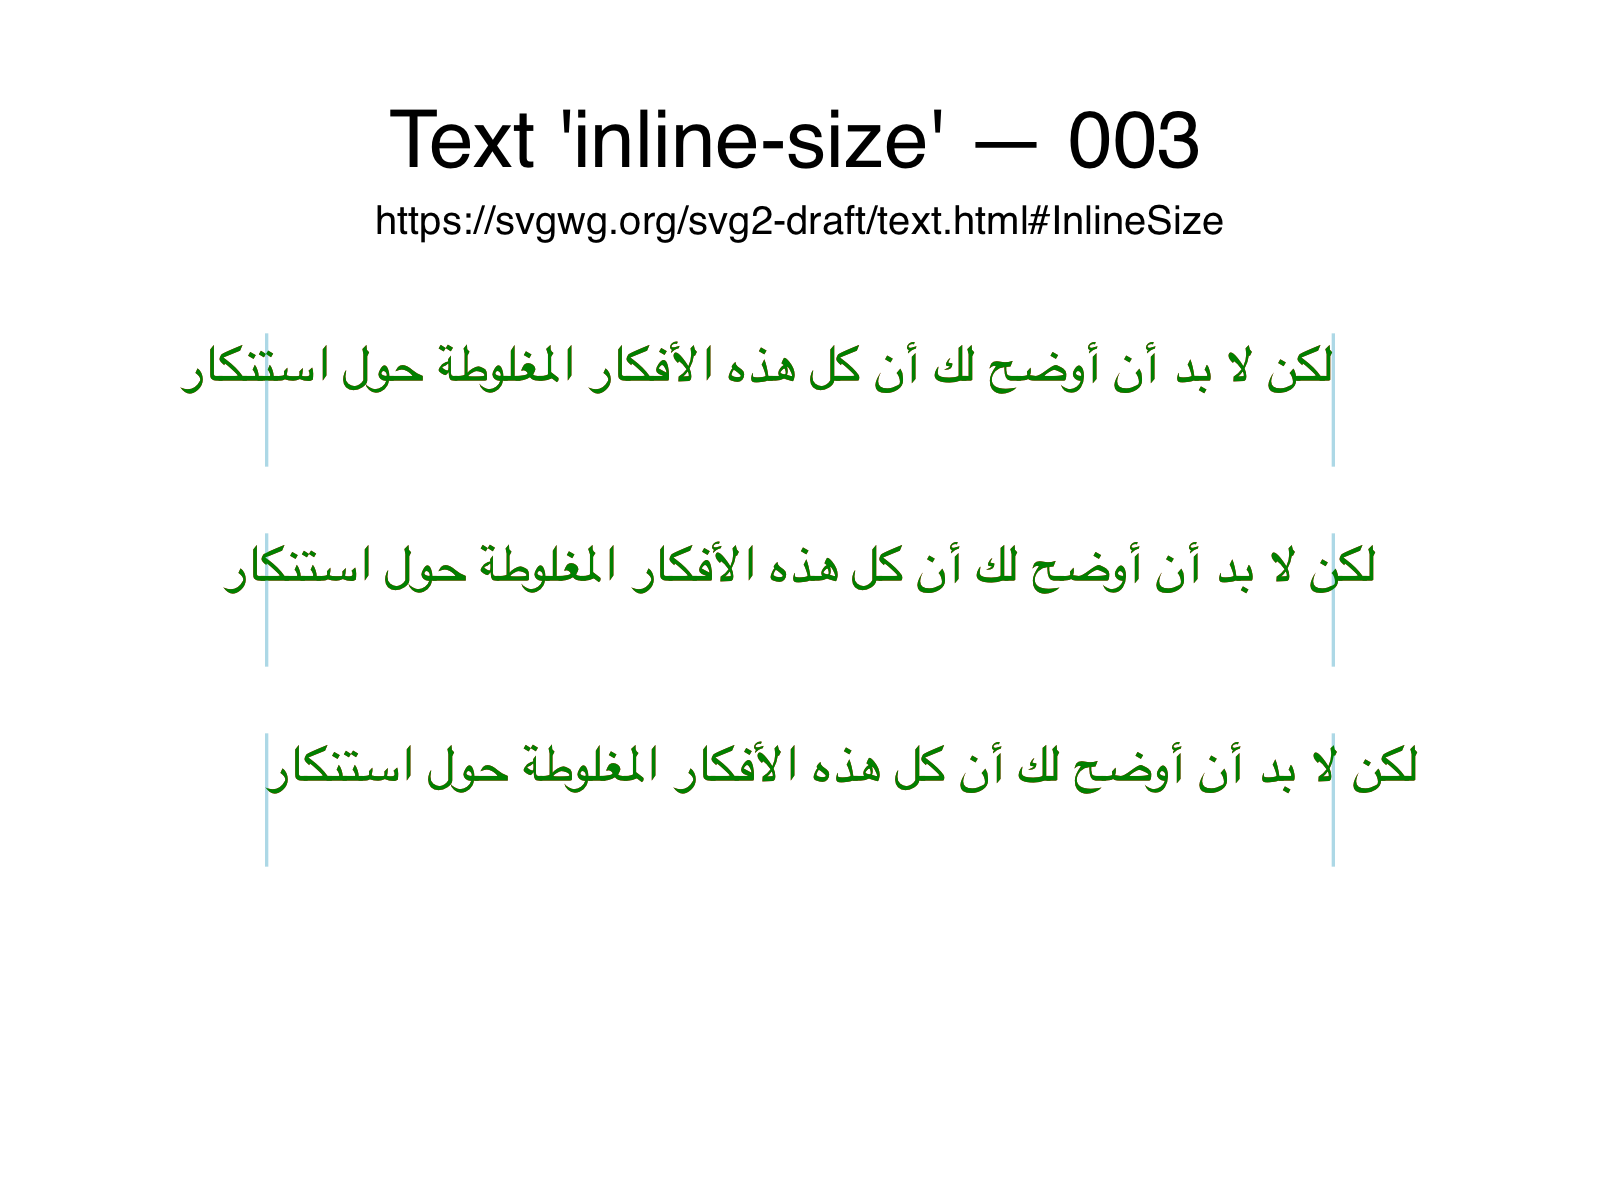 Text 'inline-size' — 003
https://svgwg.org/svg2-draft/text.html#InlineSize
لكن لا بد أن أوضح لك أن كل هذه الأفكار المغلوطة حول استنكار
لكن لا بد أن أوضح لك أن كل هذه الأفكار المغلوطة حول استنكار
لكن لا بد أن أوضح لك أن كل هذه الأفكار المغلوطة حول استنكار